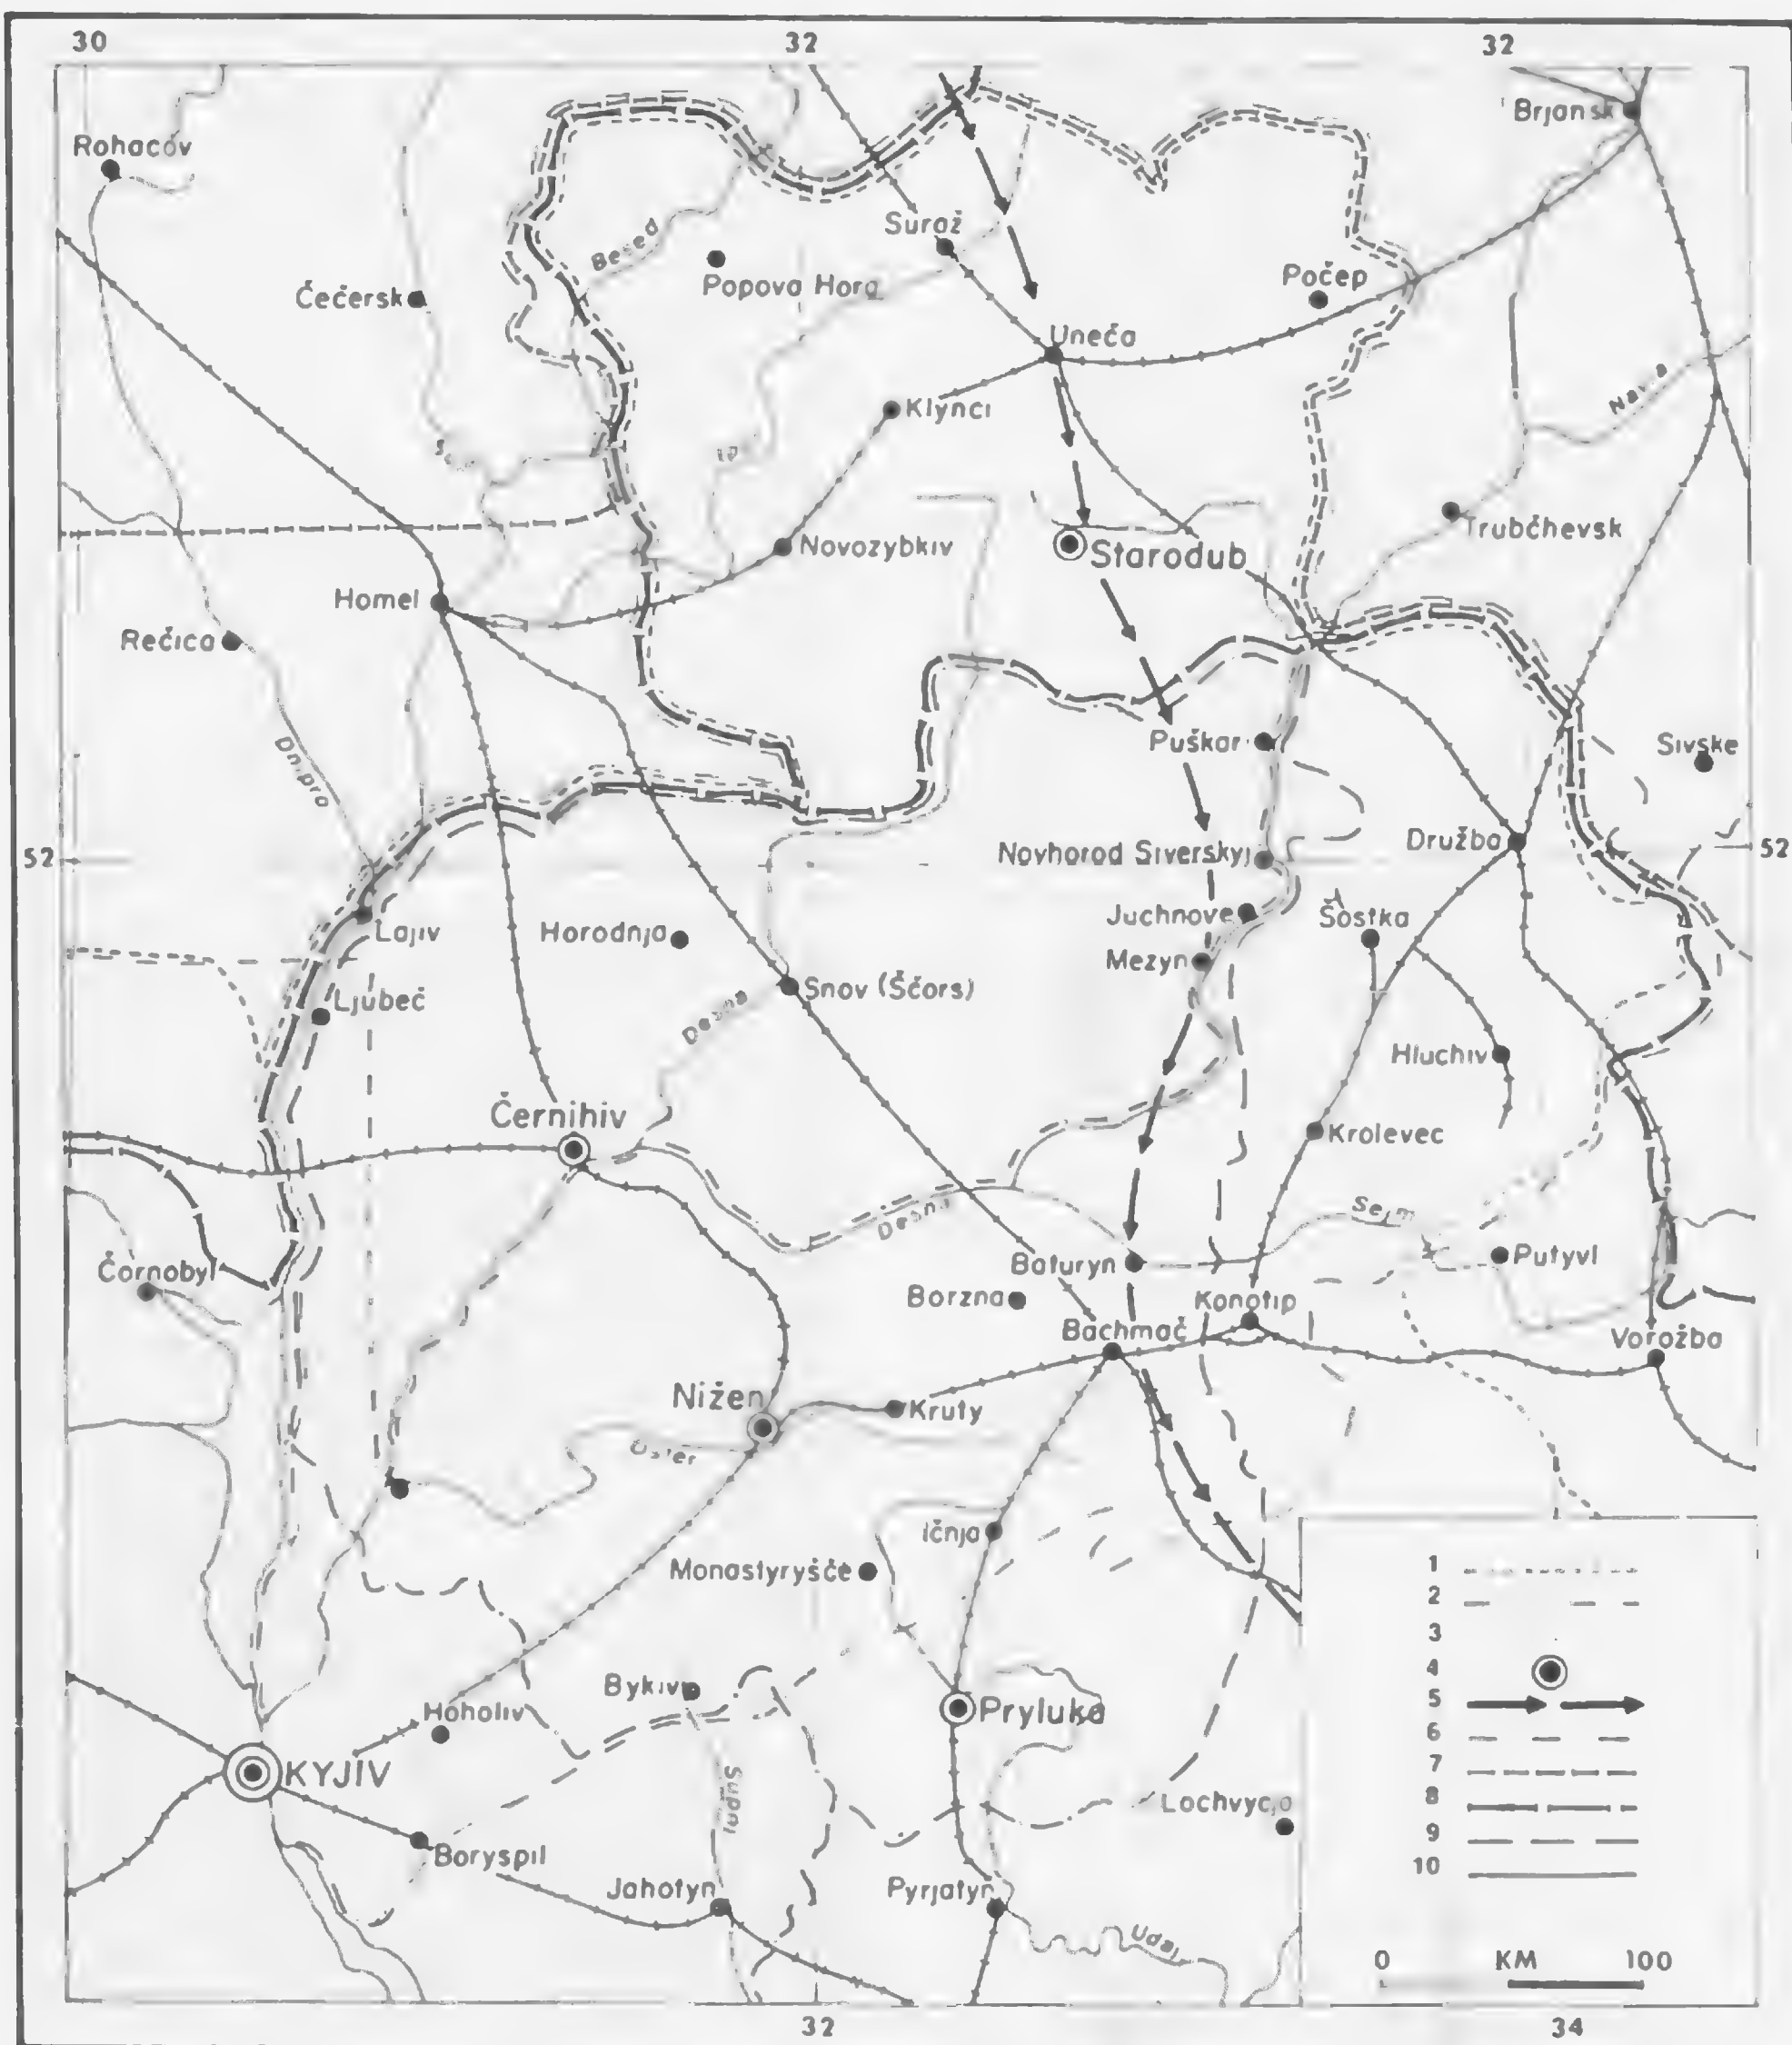 30 32 32
Brjansk
Rohacov
Suraž
Besed
Popova Hora
Počep
Čečersk
Uneča
Klynci
Navla
Trubčhevsk
Novozybkiv
Starodub
Homel
Rečica
Puškar
Sivske
Dnipro
52
Novhorod Siverskyj
Družba
52
Juchnove
Šostka
Lajiv
Horodnja
Mezyn
Snov (Ščors)
Ljubeč
Desna
Hluchiv
Černihiv
Krolevec
Desna
Sejm
Čornobyl
Baturyn
Putyvl
Borzna
Konotip
Bachmač
Vorožba
Nižen
Kruty
Oster
Ičnja
Monastyryšče
Bykiv
Hoholiv
Pryluka
KYJIV
Supoj
Lochvycja
Boryspil
Jahotyn
Pyrjatyn
Udaj
1
2
3
4
5
6
7
8
9
10
0 KM 100
32 34